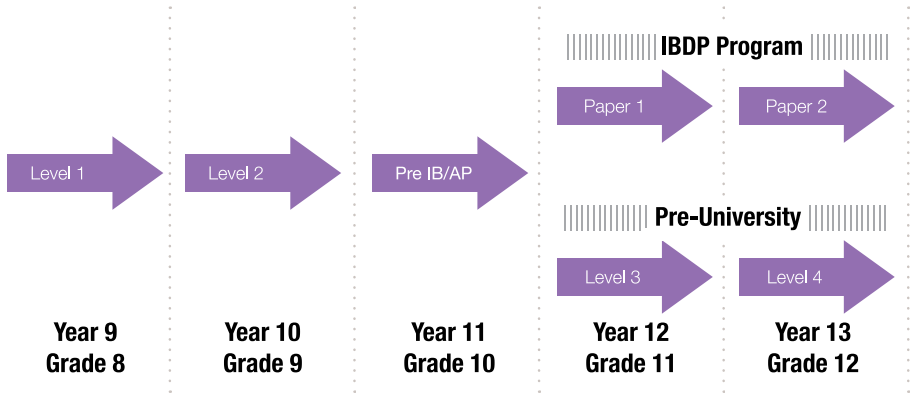 IBDP Program
Paper 1
Paper 2
Level 1
Level 2
Pre IB/AP
Pre-University
Level 3
Level 4
Year 9
Grade 8
Year 10
Grade 9
Year 11
Grade 10
Year 12
Grade 11
Year 13
Grade 12